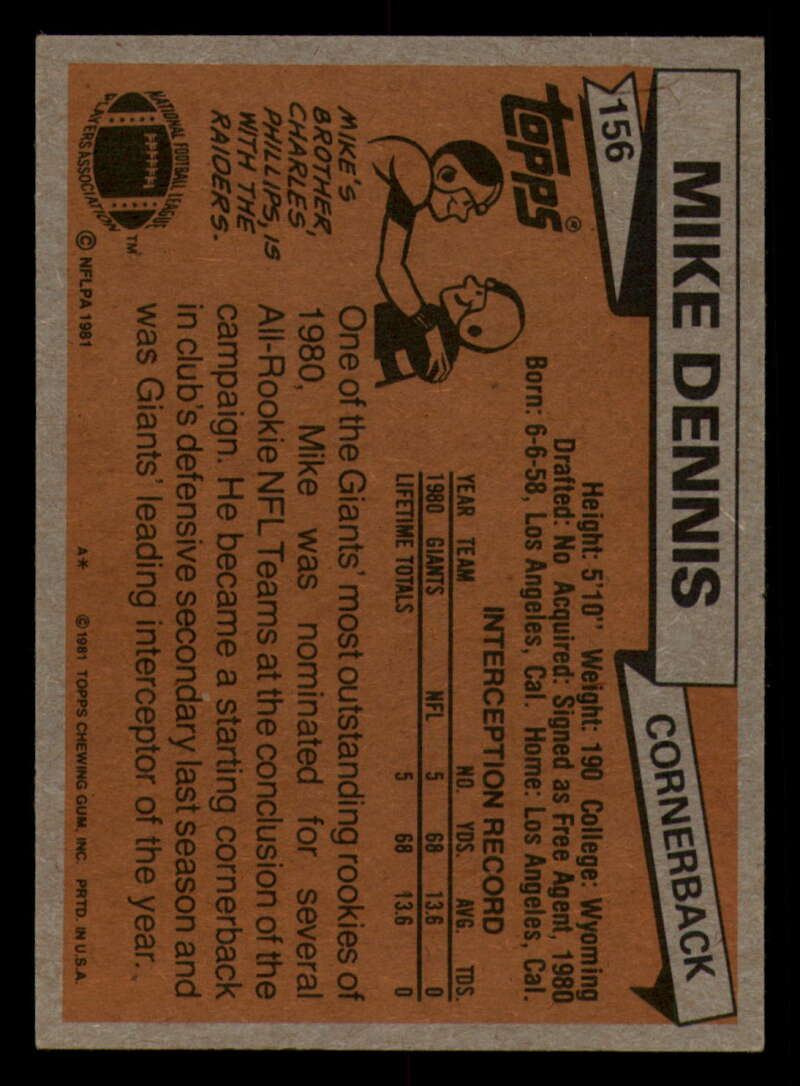 156
MIKE DENNIS
CORNERBACK
topps®
Height: 5'10" Weight: 190 College: Wyoming
Drafted: No Acquired: Signed as Free Agent, 1980
Born: 6-6-58, Los Angeles, Cal. Home: Los Angeles, Cal.
INTERCEPTION RECORD
YEAR TEAM NO. YDS. AVG. TDS.
1980 GIANTS NFL 5 68 13.6 0
LIFETIME TOTALS 5 68 13.6 0
MIKE'S
BROTHER,
CHARLES
PHILLIPS, IS
WITH THE
RAIDERS.
One of the Giants' most outstanding rookies of
1980, Mike was nominated for several
All-Rookie NFL Teams at the conclusion of the
campaign. He became a starting cornerback
in club's defensive secondary last season and
was Giants' leading interceptor of the year.
NATIONAL FOOTBALL LEAGUE
PLAYERS ASSOCIATION
TM
© NFLPA 1981
A* ©1981 TOPPS CHEWING GUM, INC. PRTD. IN U.S.A.